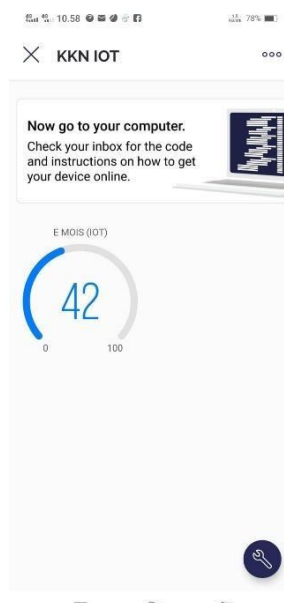 10.58
78%
KKN IOT
Now go to your computer.
Check your inbox for the code
and instructions on how to get
your device online.
E MOIS (IOT)
42
0 100